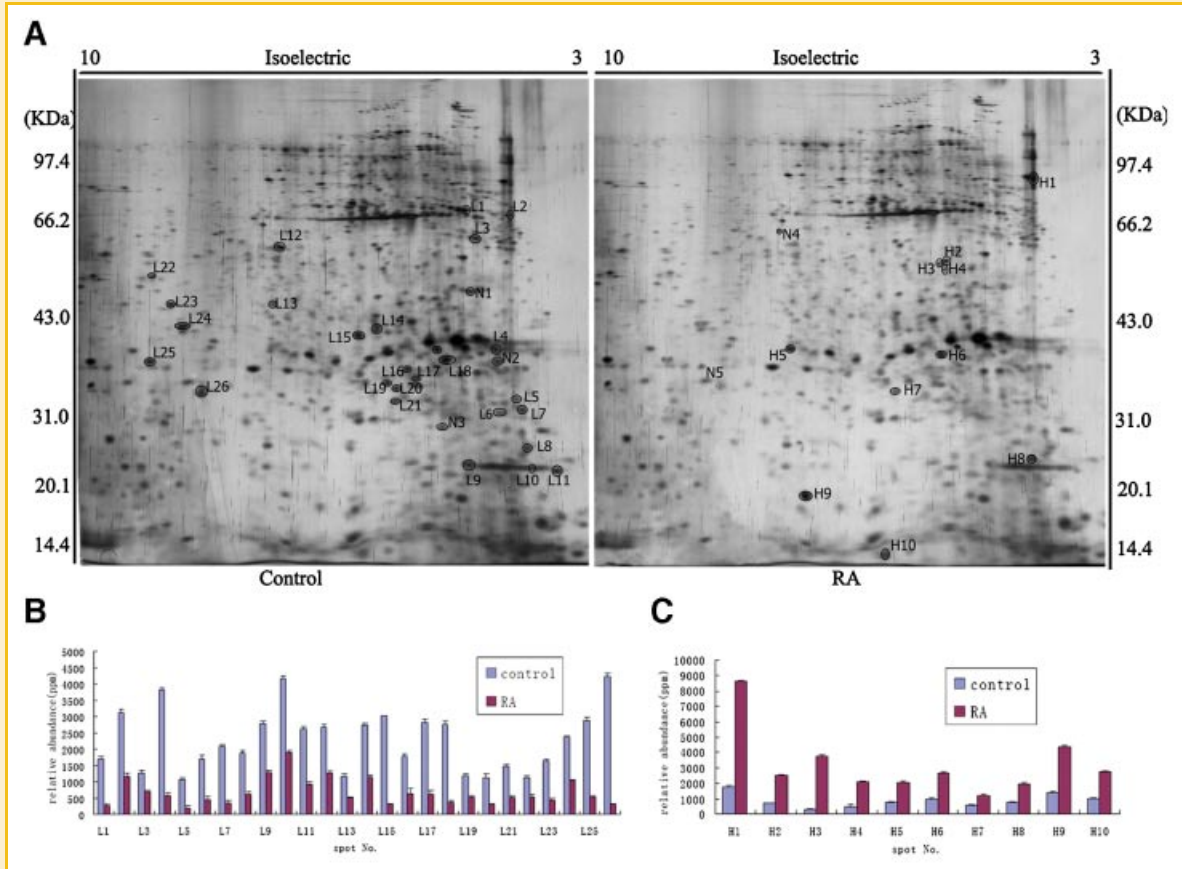 A
10 Isoelectric 3
10 Isoelectric 3
(KDa)
97.4
66.2
43.0
31.0
20.1
14.4
L1
L2
L3
L12
L22
N1
L23
L13
L24
L14
L15
L4
L25
N2
L16
L17
L18
L26
L19
L20
L21
L5
L6
L7
N3
L8
L9
L10
L11
Control
H1
N4
H2
H3
H4
H5
H6
N5
H7
H8
H9
H10
RA
(KDa)
97.4
66.2
43.0
31.0
20.1
14.4
B
relative abundance(ppm)
5000
4500
4000
3500
3000
2500
2000
1500
1000
500
0
control
RA
L1 L3 L5 L7 L9 L11 L13 L15 L17 L19 L21 L23 L25
spot No.
C
relative abundance(ppm)
10000
9000
8000
7000
6000
5000
4000
3000
2000
1000
0
control
RA
H1 H2 H3 H4 H5 H6 H7 H8 H9 H10
spot No.